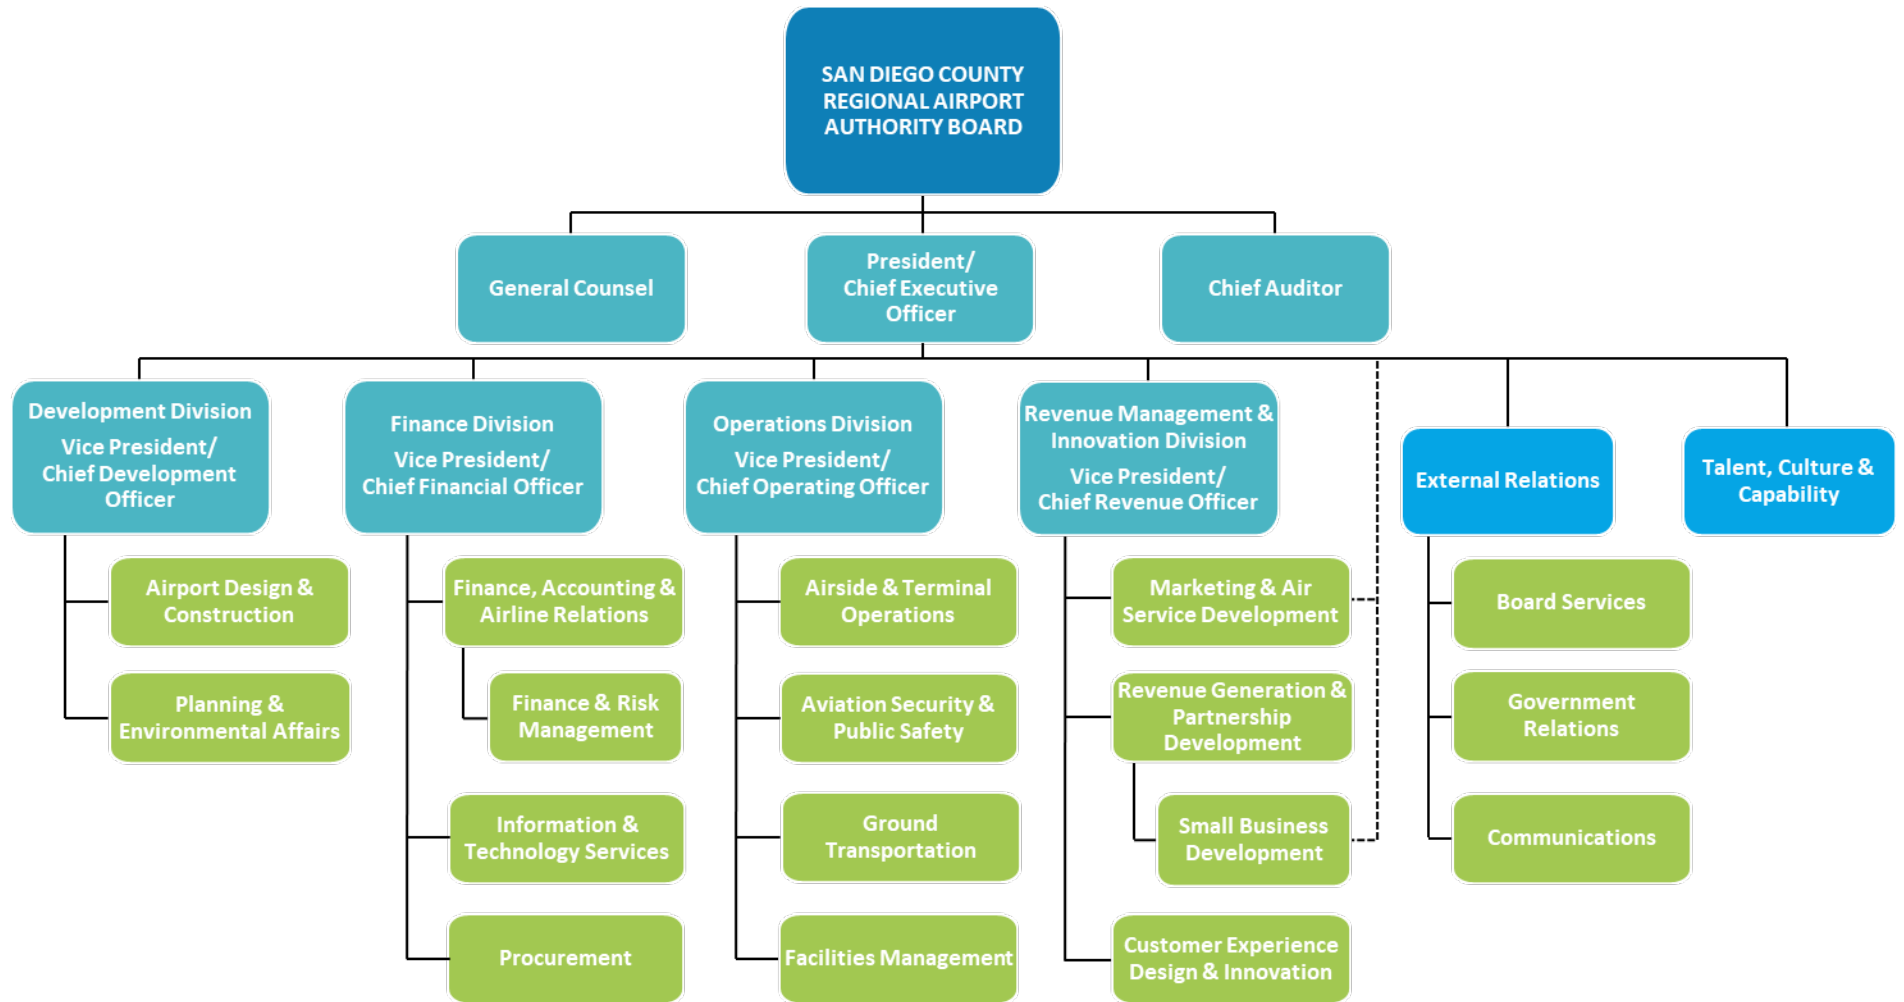 SAN DIEGO COUNTY
REGIONAL AIRPORT
AUTHORITY BOARD
General Counsel
President/
Chief Executive
Officer
Chief Auditor
Development Division
Vice President/
Chief Development
Officer
Finance Division
Vice President/
Chief Financial Officer
Operations Division
Vice President/
Chief Operating Officer
Revenue Management &
Innovation Division
Vice President/
Chief Revenue Officer
External Relations
Talent, Culture &
Capability
Airport Design &
Construction
Planning &
Environmental Affairs
Finance, Accounting &
Airline Relations
Finance & Risk
Management
Information &
Technology Services
Procurement
Airside & Terminal
Operations
Aviation Security &
Public Safety
Ground
Transportation
Facilities Management
Marketing & Air
Service Development
Revenue Generation &
Partnership
Development
Small Business
Development
Customer Experience
Design & Innovation
Board Services
Government
Relations
Communications